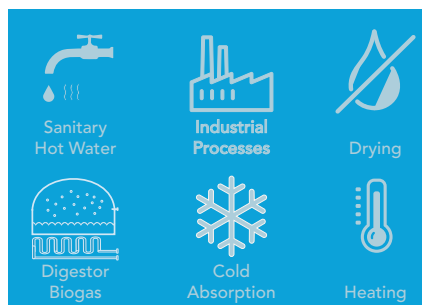 Sanitary
Hot Water
Industrial
Processes
Drying
Digestor
Biogas
Cold
Absorption
Heating